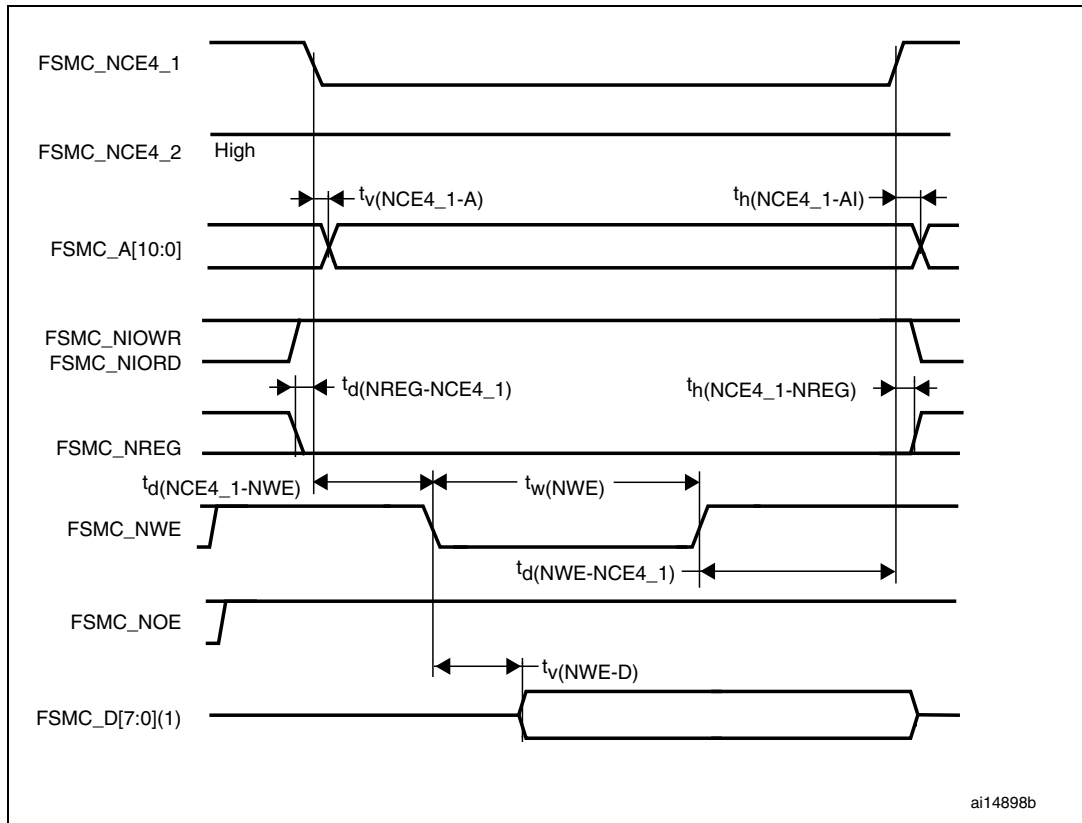 FSMC_NCE4_1
FSMC_NCE4_2
High
tv(NCE4_1-A)
th(NCE4_1-AI)
FSMC_A[10:0]
FSMC_NIOWR
FSMC_NIORD
td(NREG-NCE4_1)
th(NCE4_1-NREG)
FSMC_NREG
td(NCE4_1-NWE)
tw(NWE)
FSMC_NWE
td(NWE-NCE4_1)
FSMC_NOE
tv(NWE-D)
FSMC_D[7:0](1)
ai14898b